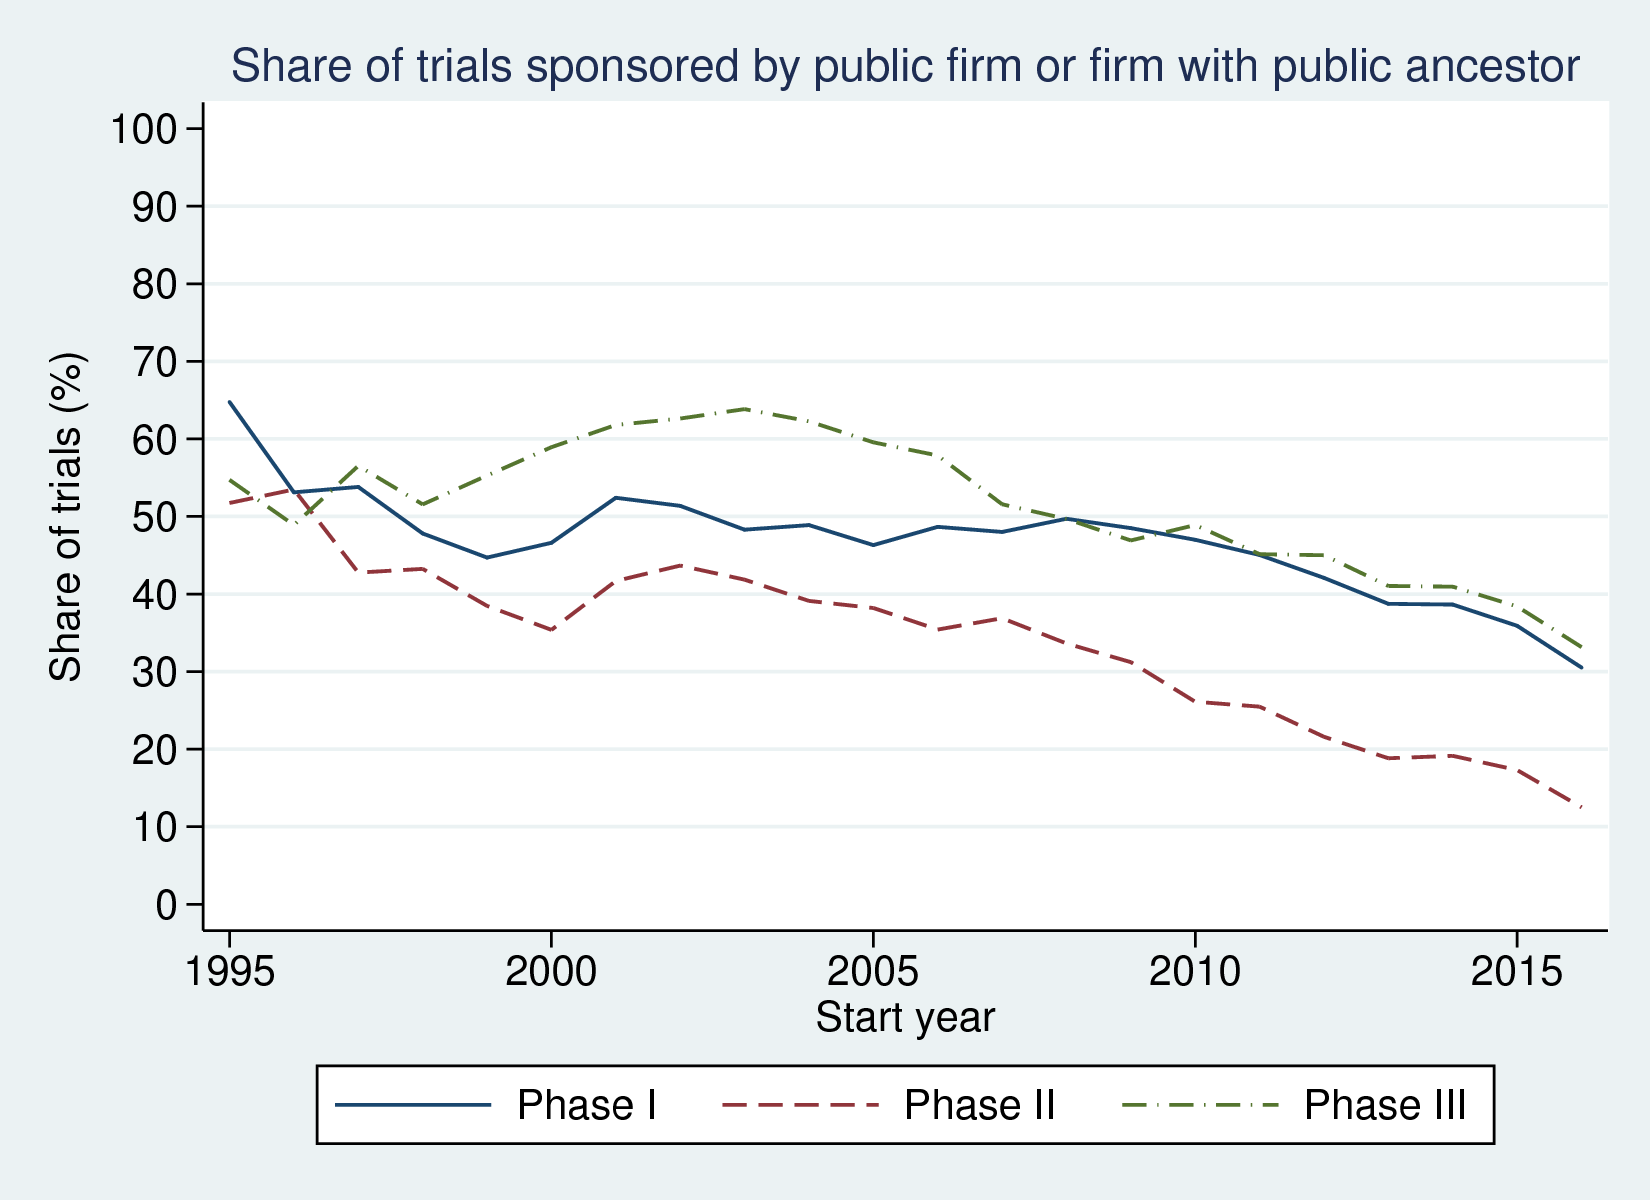 Share of trials sponsored by public firm or firm with public ancestor
Share of trials (%)
100
90
80
70
60
50
40
30
20
10
0
1995 2000 2005 2010 2015
Start year
Phase I Phase II Phase III